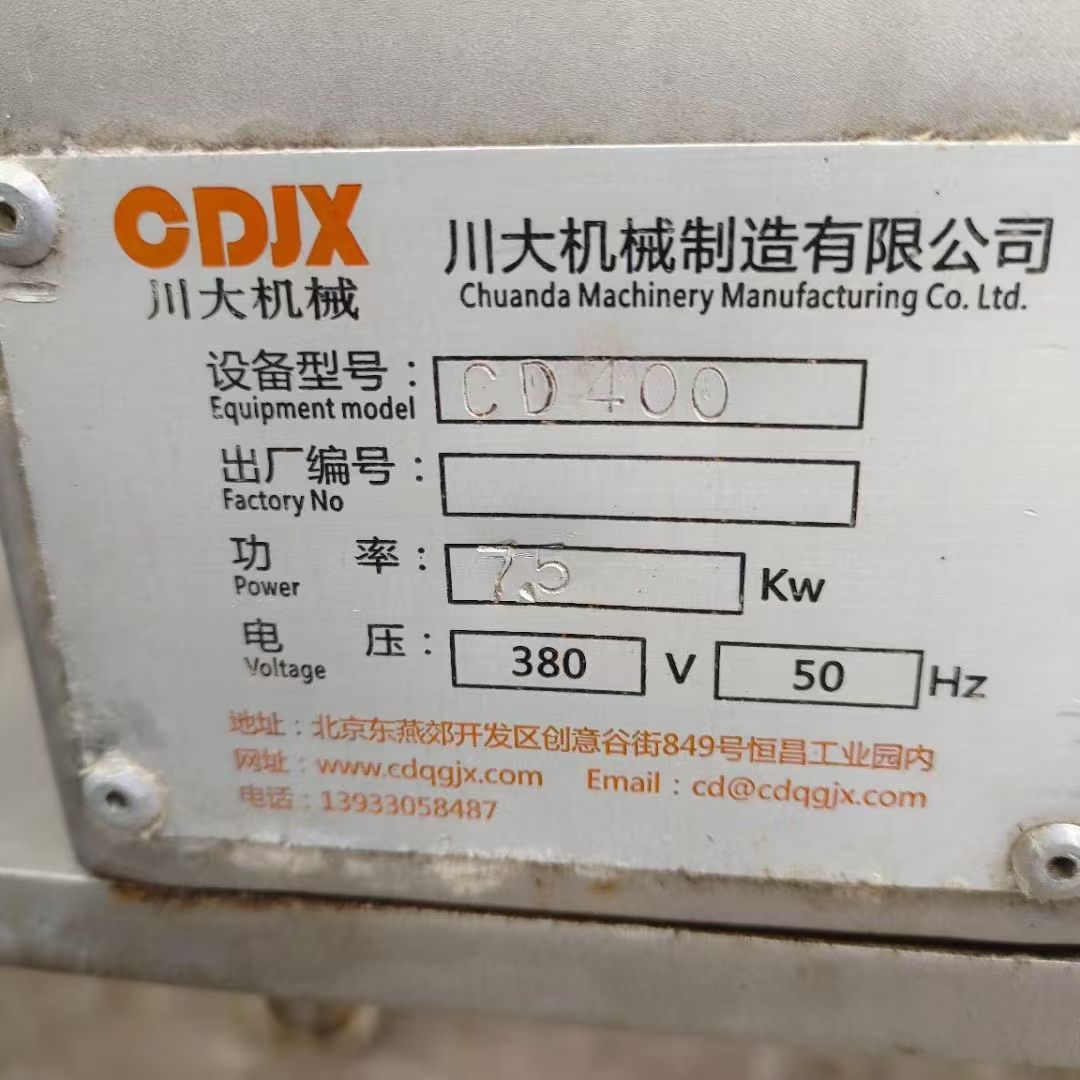 CDJX
川大机械
川大机械制造有限公司
Chuanda Machinery Manufacturing Co. Ltd.
设备型号：CD400
Equipment model
出厂编号：
Factory No
功 率：7.5 Kw
Power
电 压：380 V 50 Hz
Voltage
地址：北京东燕郊开发区创意谷街849号恒昌工业园内
网址：www.cdqgjx.com Email：cd@cdqgjx.com
电话：13933058487